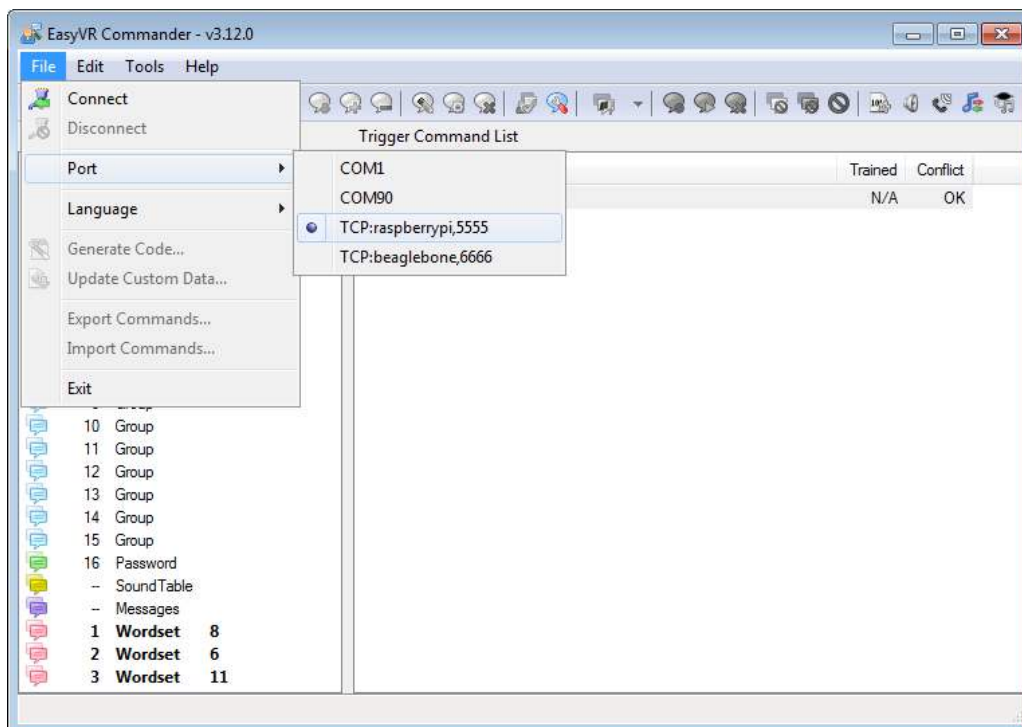 EasyVR Commander - v3.12.0
File Edit Tools Help
Connect
Disconnect
Trigger Command List
Port
COM1
Trained Conflict
COM90
N/A OK
Language
TCP:raspberrypi,5555
Generate Code...
TCP:beaglebone,6666
Update Custom Data...
Export Commands...
Import Commands...
Exit
10 Group
11 Group
12 Group
13 Group
14 Group
15 Group
16 Password
-- SoundTable
-- Messages
1 Wordset 8
2 Wordset 6
3 Wordset 11